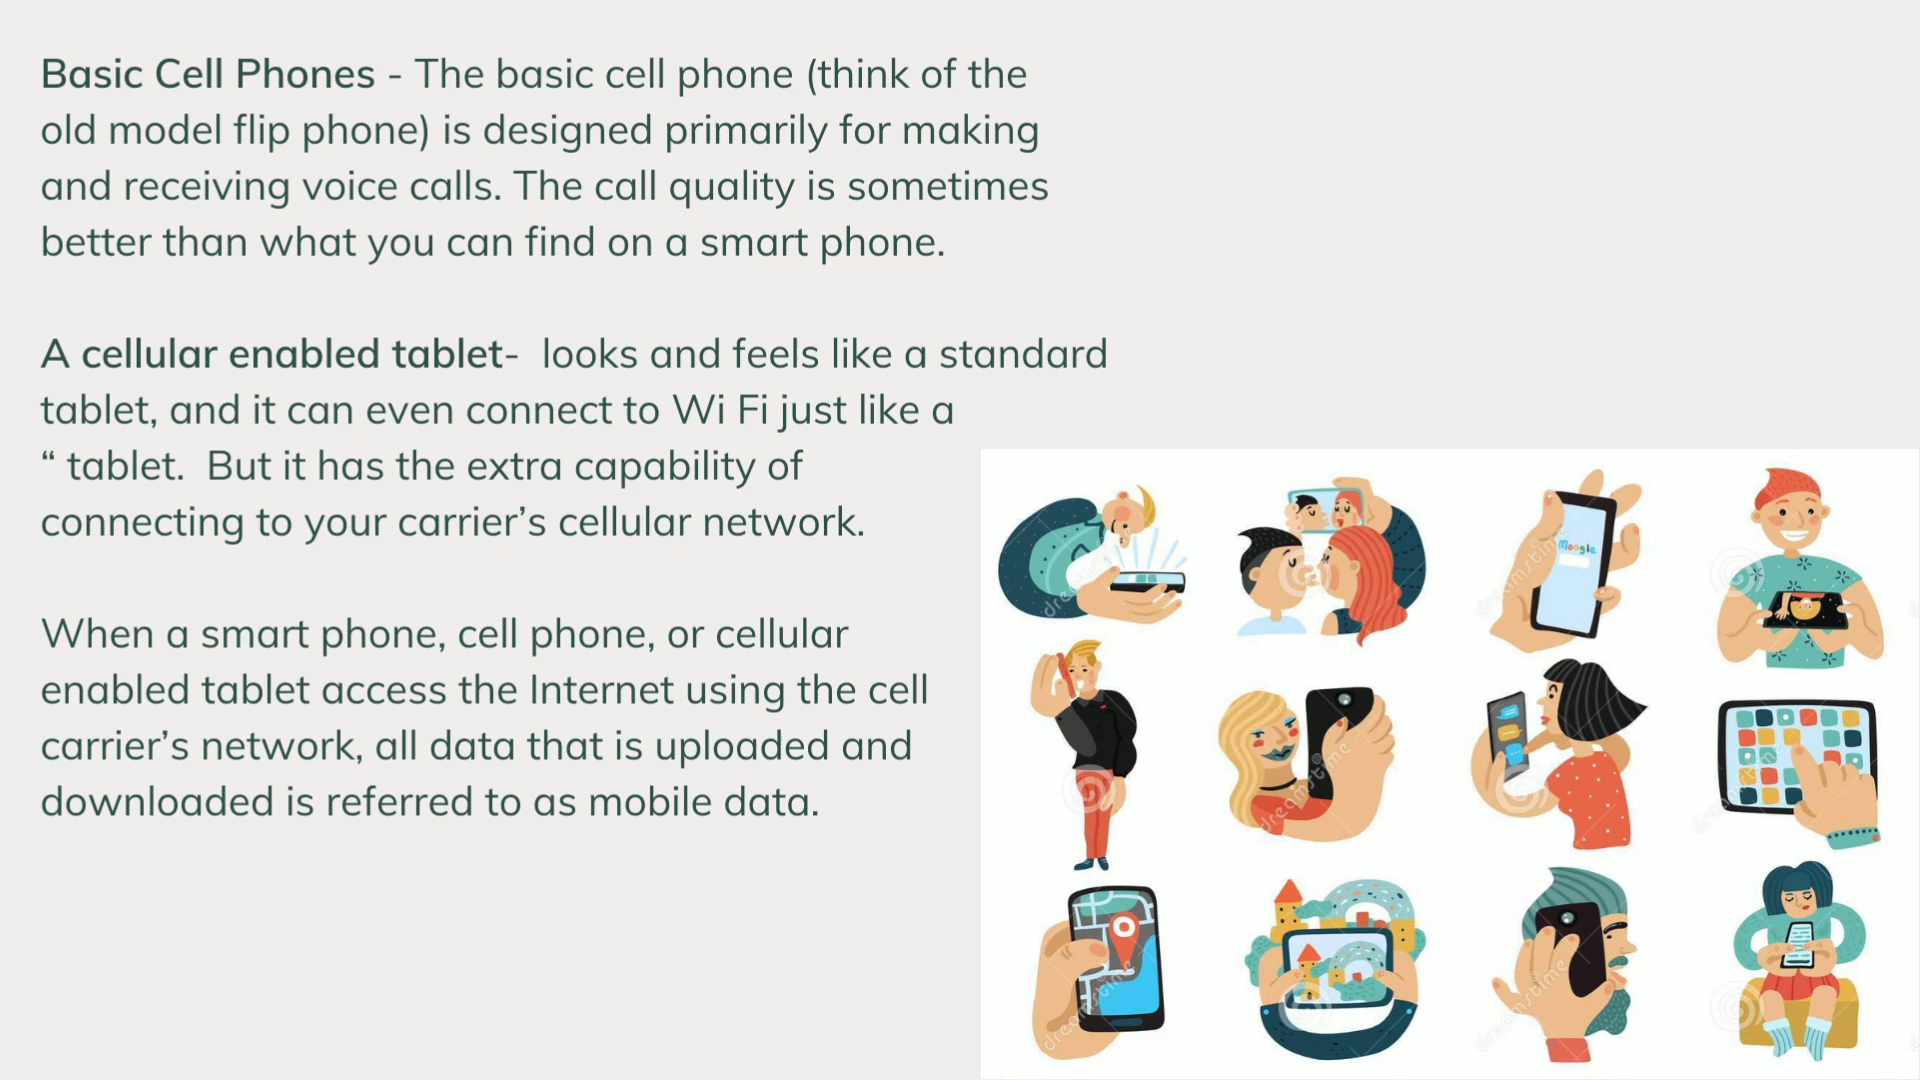 Basic Cell Phones - The basic cell phone (think of the
old model flip phone) is designed primarily for making
and receiving voice calls. The call quality is sometimes
better than what you can find on a smart phone.
A cellular enabled tablet-  looks and feels like a standard
tablet, and it can even connect to Wi Fi just like a
“ tablet.  But it has the extra capability of
connecting to your carrier’s cellular network.
When a smart phone, cell phone, or cellular
enabled tablet access the Internet using the cell
carrier’s network, all data that is uploaded and
downloaded is referred to as mobile data.
Moogle
dreamstime
dreamstime
dreamstime
dreamstime